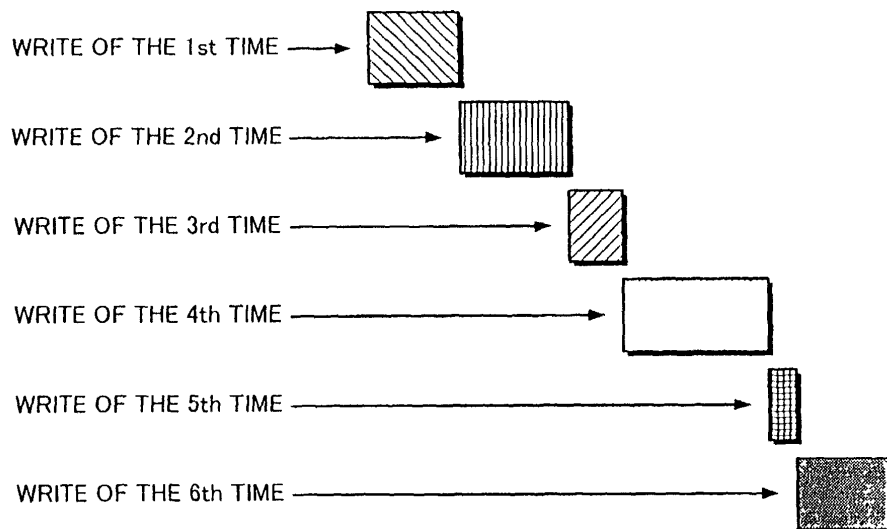 WRITE OF THE 1st TIME
WRITE OF THE 2nd TIME
WRITE OF THE 3rd TIME
WRITE OF THE 4th TIME
WRITE OF THE 5th TIME
WRITE OF THE 6th TIME